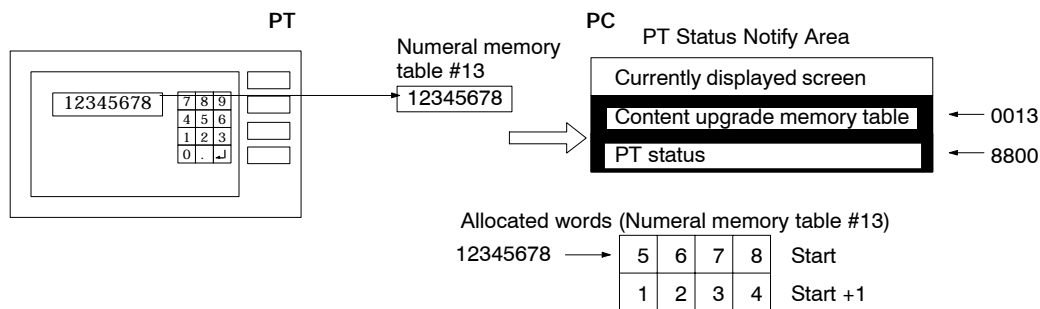 PT
PC
Numeral memory
table #13
PT Status Notify Area
Currently displayed screen
12345678
7 8 9
4 5 6
1 2 3
0 . ↵
12345678
Content upgrade memory table
0013
PT status
8800
Allocated words (Numeral memory table #13)
12345678
5 6 7 8 Start
1 2 3 4 Start +1